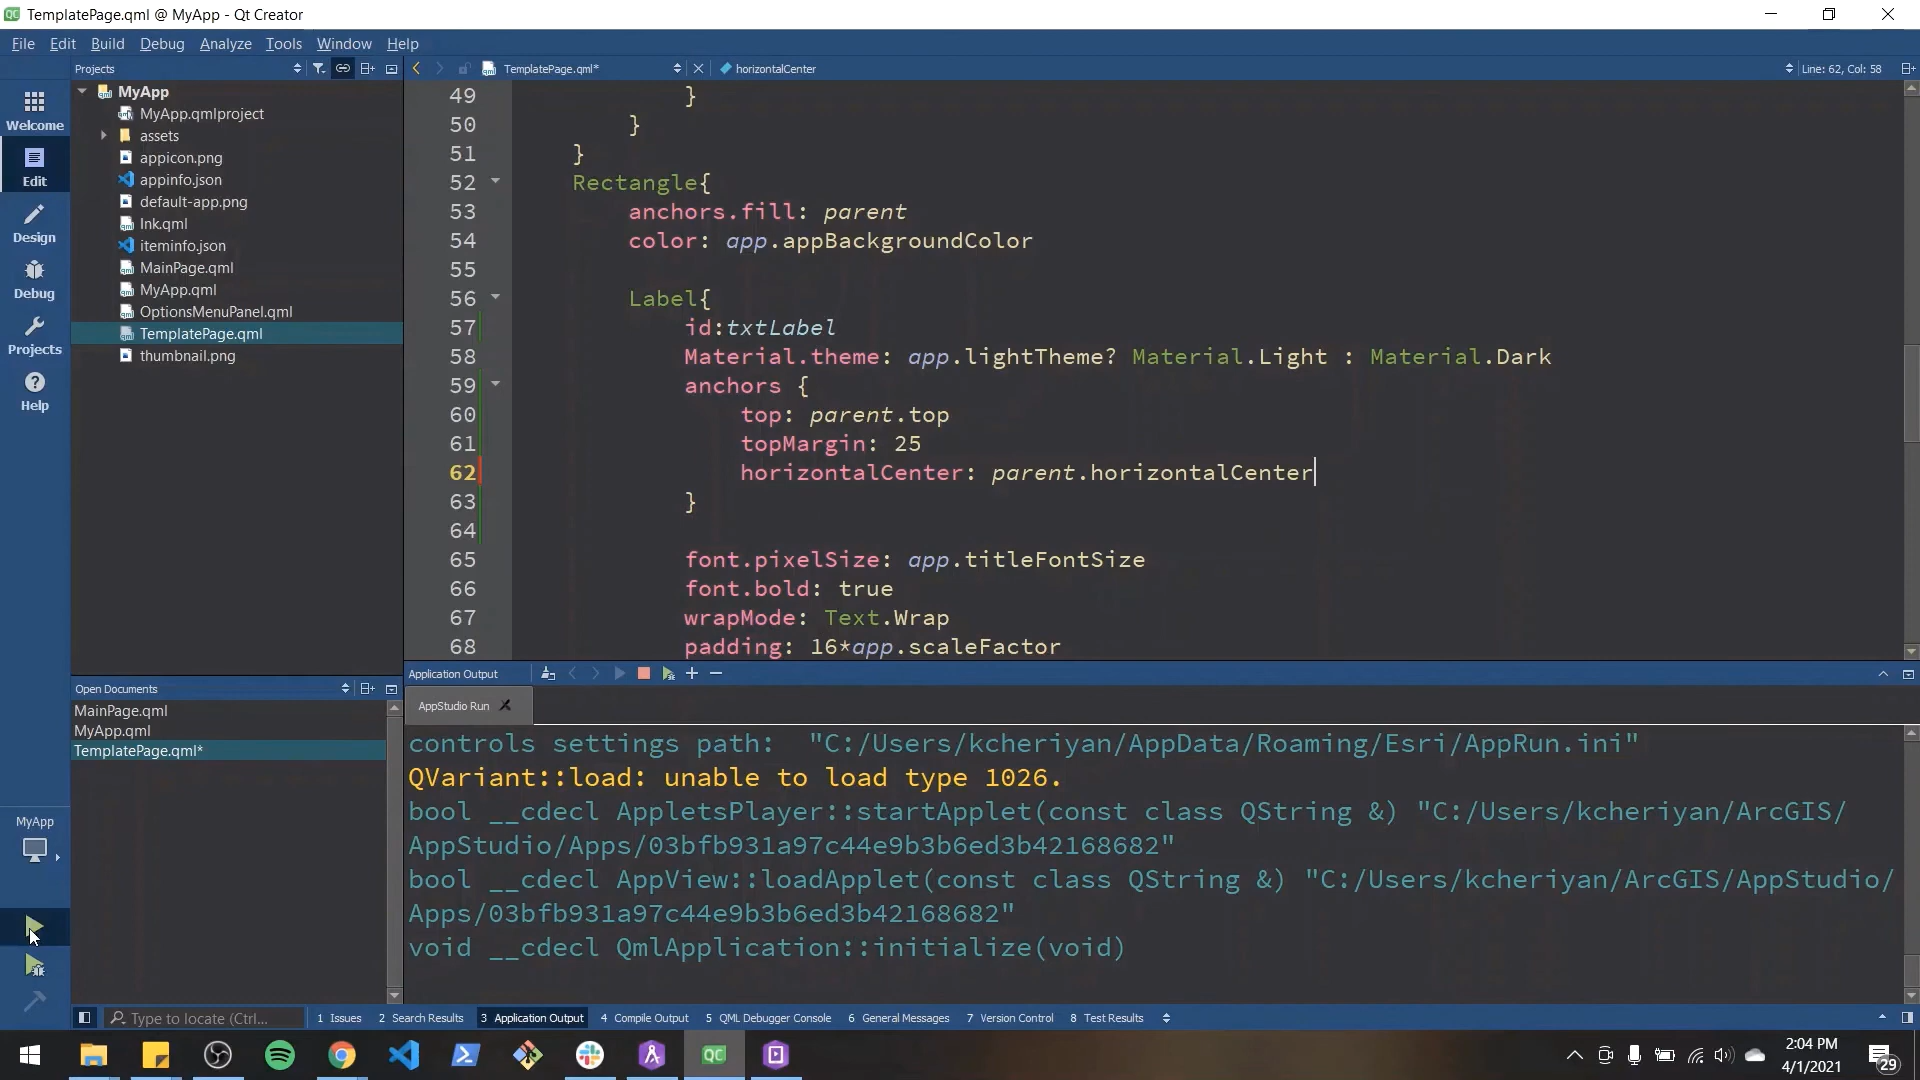 TemplatePage.qml @ MyApp - Qt Creator
File Edit Build Debug Analyze Tools Window Help
Projects
TemplatePage.qml*
horizontalCenter
Line: 62, Col: 58
Welcome
Edit
Design
Debug
Projects
Help
MyApp
MyApp.qmlproject
assets
appicon.png
appinfo.json
default-app.png
Ink.qml
iteminfo.json
MainPage.qml
MyApp.qml
OptionsMenuPanel.qml
TemplatePage.qml
thumbnail.png
49 }
50 }
51 }
52 Rectangle{
53 anchors.fill: parent
54 color: app.appBackgroundColor
55
56 Label{
57 id:txtLabel
58 Material.theme: app.lightTheme? Material.Light : Material.Dark
59 anchors {
60 top: parent.top
61 topMargin: 25
62 horizontalCenter: parent.horizontalCenter
63 }
64
65 font.pixelSize: app.titleFontSize
66 font.bold: true
67 wrapMode: Text.Wrap
68 padding: 16*app.scaleFactor
Open Documents
MainPage.qml
MyApp.qml
TemplatePage.qml*
Application Output
AppStudio Run
controls settings path: "C:/Users/kcheriyan/AppData/Roaming/Esri/AppRun.ini"
QVariant::load: unable to load type 1026.
bool __cdecl AppletsPlayer::startApplet(const class QString &) "C:/Users/kcheriyan/ArcGIS/
AppStudio/Apps/03bfb931a97c44e9b3b6ed3b42168682"
bool __cdecl AppView::loadApplet(const class QString &) "C:/Users/kcheriyan/ArcGIS/AppStudio/
Apps/03bfb931a97c44e9b3b6ed3b42168682"
void __cdecl QmlApplication::initialize(void)
MyApp
Type to locate (Ctrl...
1 Issues 2 Search Results 3 Application Output 4 Compile Output 5 QML Debugger Console 6 General Messages 7 Version Control 8 Test Results
2:04 PM
4/1/2021
29